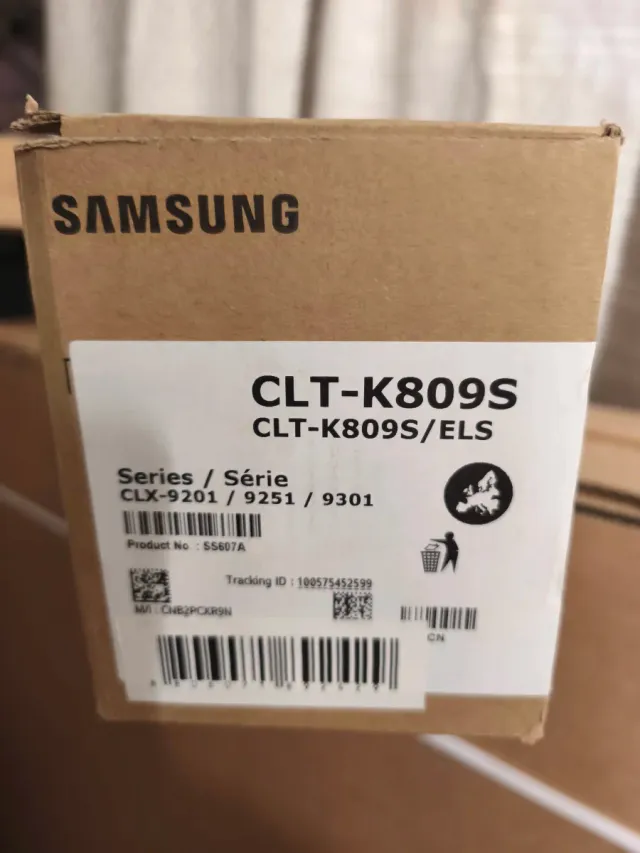 SAMSUNG
CLT-K809S
CLT-K809S/ELS
Series / Série
CLX-9201 / 9251 / 9301
Product No : SS607A
Tracking ID : 100575452599
CN